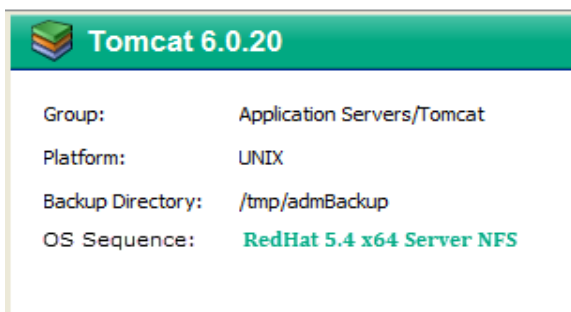 Tomcat 6.0.20
Group: Application Servers/Tomcat
Platform: UNIX
Backup Directory: /tmp/admBackup
OS Sequence: RedHat 5.4 x64 Server NFS